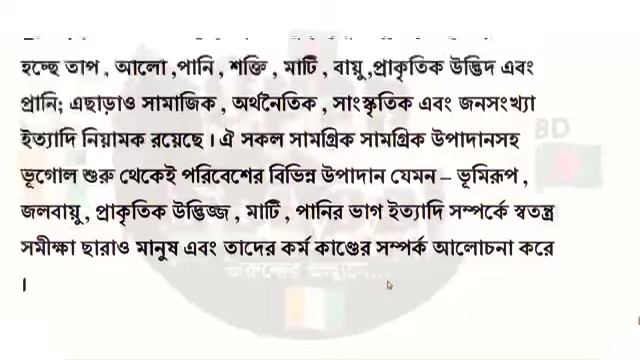 হচ্ছে তাপ , আলো ,পানি , শক্তি , মাটি , বায়ু ,প্রাকৃতিক উদ্ভিদ এবং
প্রানি; এছাড়াও সামাজিক , অর্থনৈতিক , সাংস্কৃতিক এবং জনসংখ্যা
ইত্যাদি নিয়ামক রয়েছে । ঐ সকল সামগ্রিক সামগ্রিক উপাদানসহ
ভূগোল শুরু থেকেই পরিবেশের বিভিন্ন উপাদান যেমন – ভূমিরূপ ,
জলবায়ু , প্রাকৃতিক উদ্ভিজ্জ , মাটি , পানির ভাগ ইত্যাদি সম্পর্কে স্বতন্ত্র
সমীক্ষা ছারাও মানুষ এবং তাদের কর্ম কাণ্ডের সম্পর্ক আলোচনা করে
।
BD